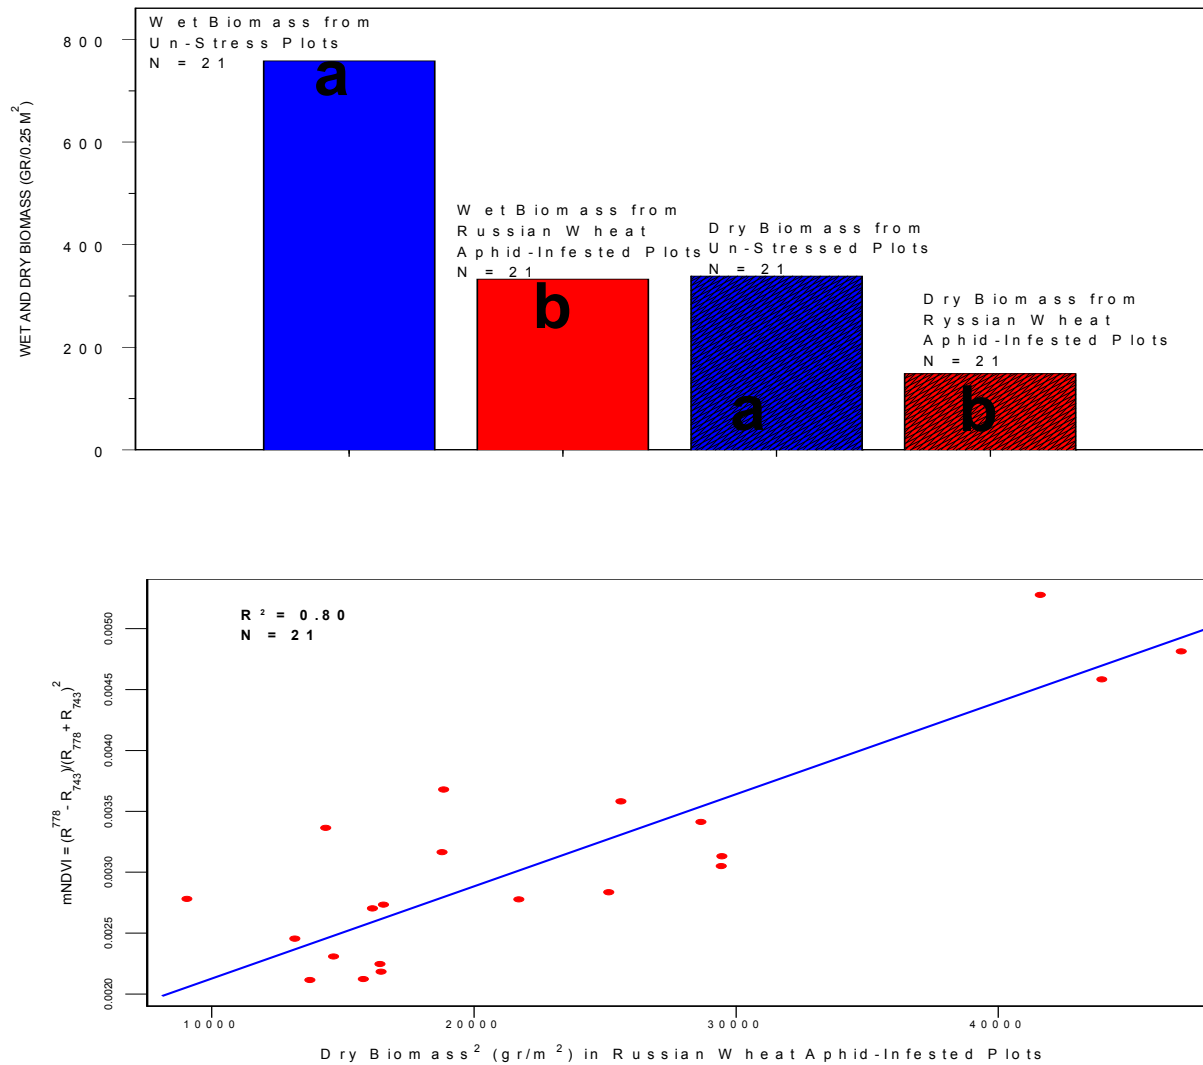 Wet Biomass from
Un-Stress Plots
N = 21
800
600
400
200
0
WET AND DRY BIOMASS (GR/0.25 M²)
a
Wet Biomass from
Russian Wheat
Aphid-Infested Plots
N = 21
b
Dry Biomass from
Un-Stressed Plots
N = 21
a
Dry Biomass from
Ryssian Wheat
Aphid-Infested Plots
N = 21
b
R² = 0.80
N = 21
0.0050
0.0045
0.0040
0.0035
0.0030
0.0025
0.0020
mNDVI = (R^778 - R_743)/(R_778 + R_743)²
10000 20000 30000 40000
Dry Biomass² (gr/m²) in Russian Wheat Aphid-Infested Plots